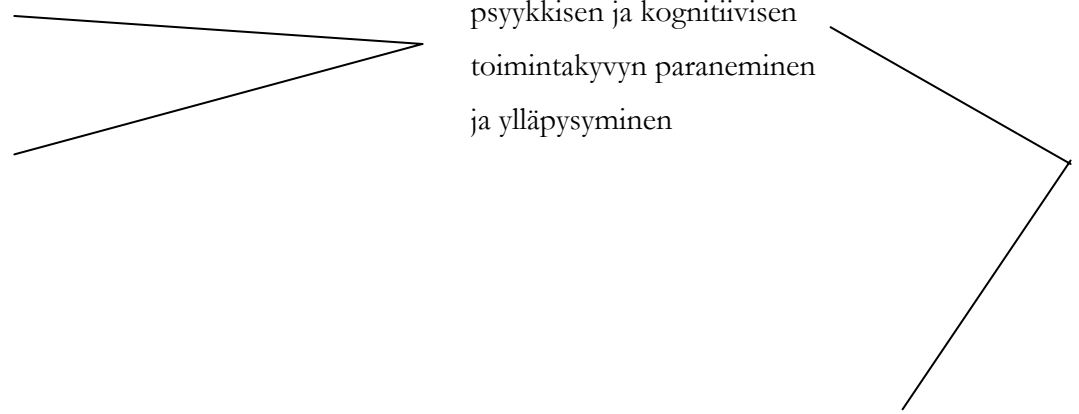 psyykkisen ja kognitiivisen
toimintakyvyn paraneminen
ja ylläpysyminen